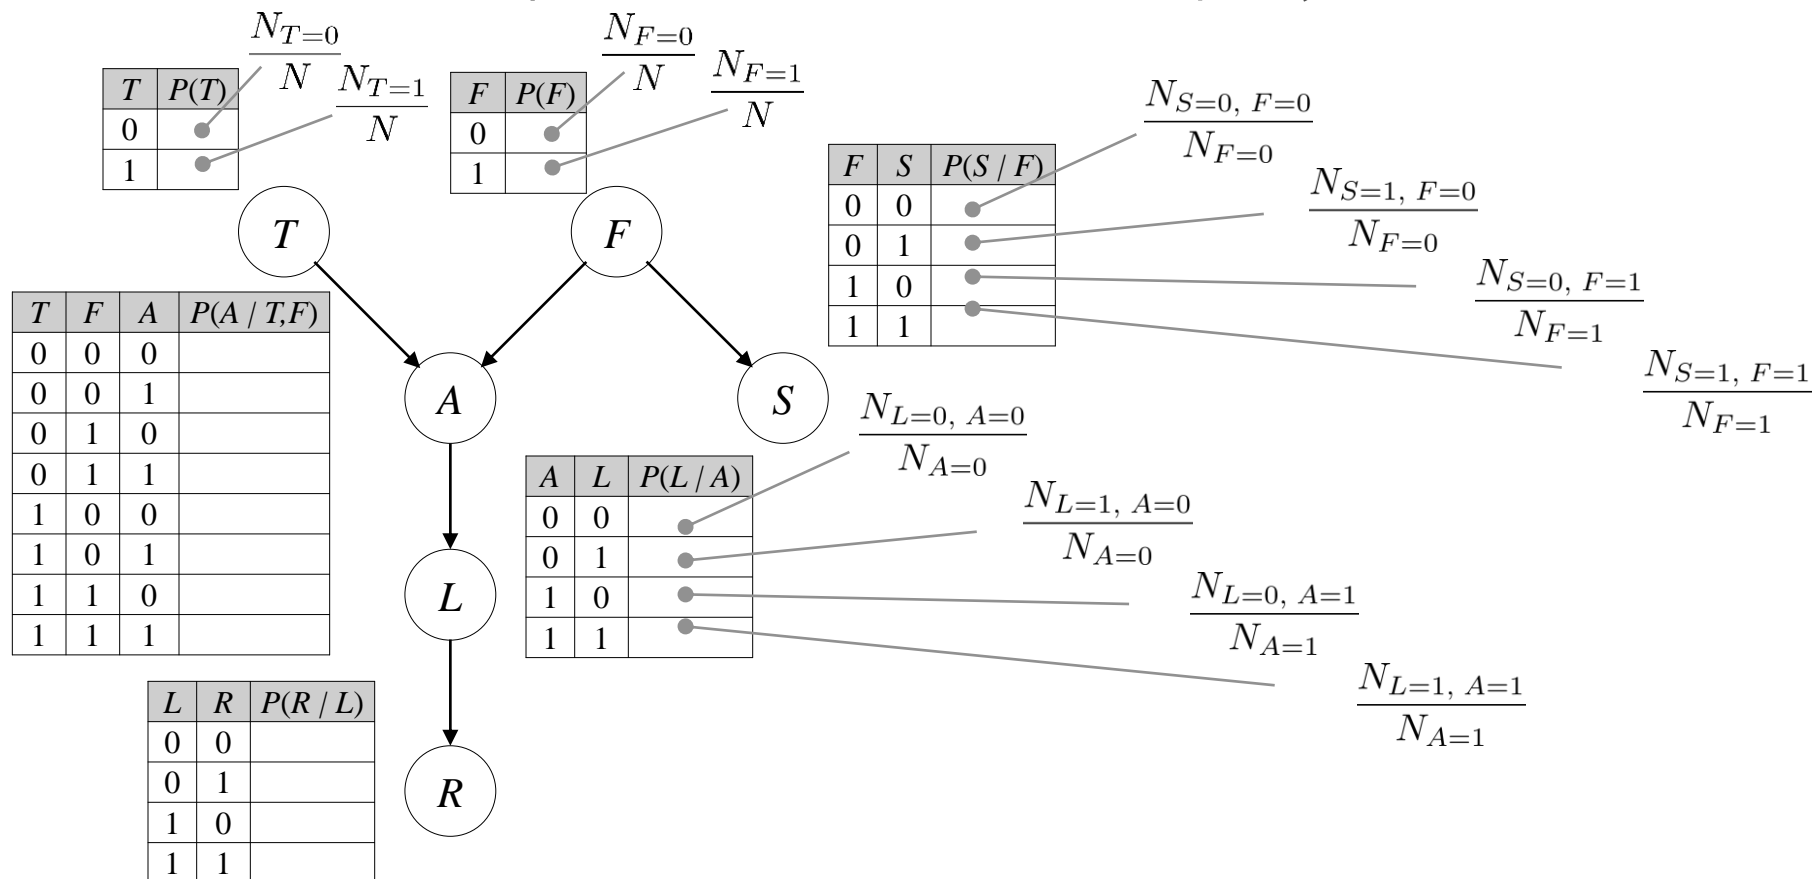 N_{T=0}/N
N_{T=1}/N
T P(T)
0
1
N_{F=0}/N
N_{F=1}/N
F P(F)
0
1
N_{S=0, F=0}/N_{F=0}
N_{S=1, F=0}/N_{F=0}
N_{S=0, F=1}/N_{F=1}
N_{S=1, F=1}/N_{F=1}
F S P(S / F)
0 0
0 1
1 0
1 1
T
F
T F A P(A / T,F)
0 0 0
0 0 1
0 1 0
0 1 1
1 0 0
1 0 1
1 1 0
1 1 1
A
S
N_{L=0, A=0}/N_{A=0}
N_{L=1, A=0}/N_{A=0}
N_{L=0, A=1}/N_{A=1}
N_{L=1, A=1}/N_{A=1}
A L P(L / A)
0 0
0 1
1 0
1 1
L
L R P(R / L)
0 0
0 1
1 0
1 1
R